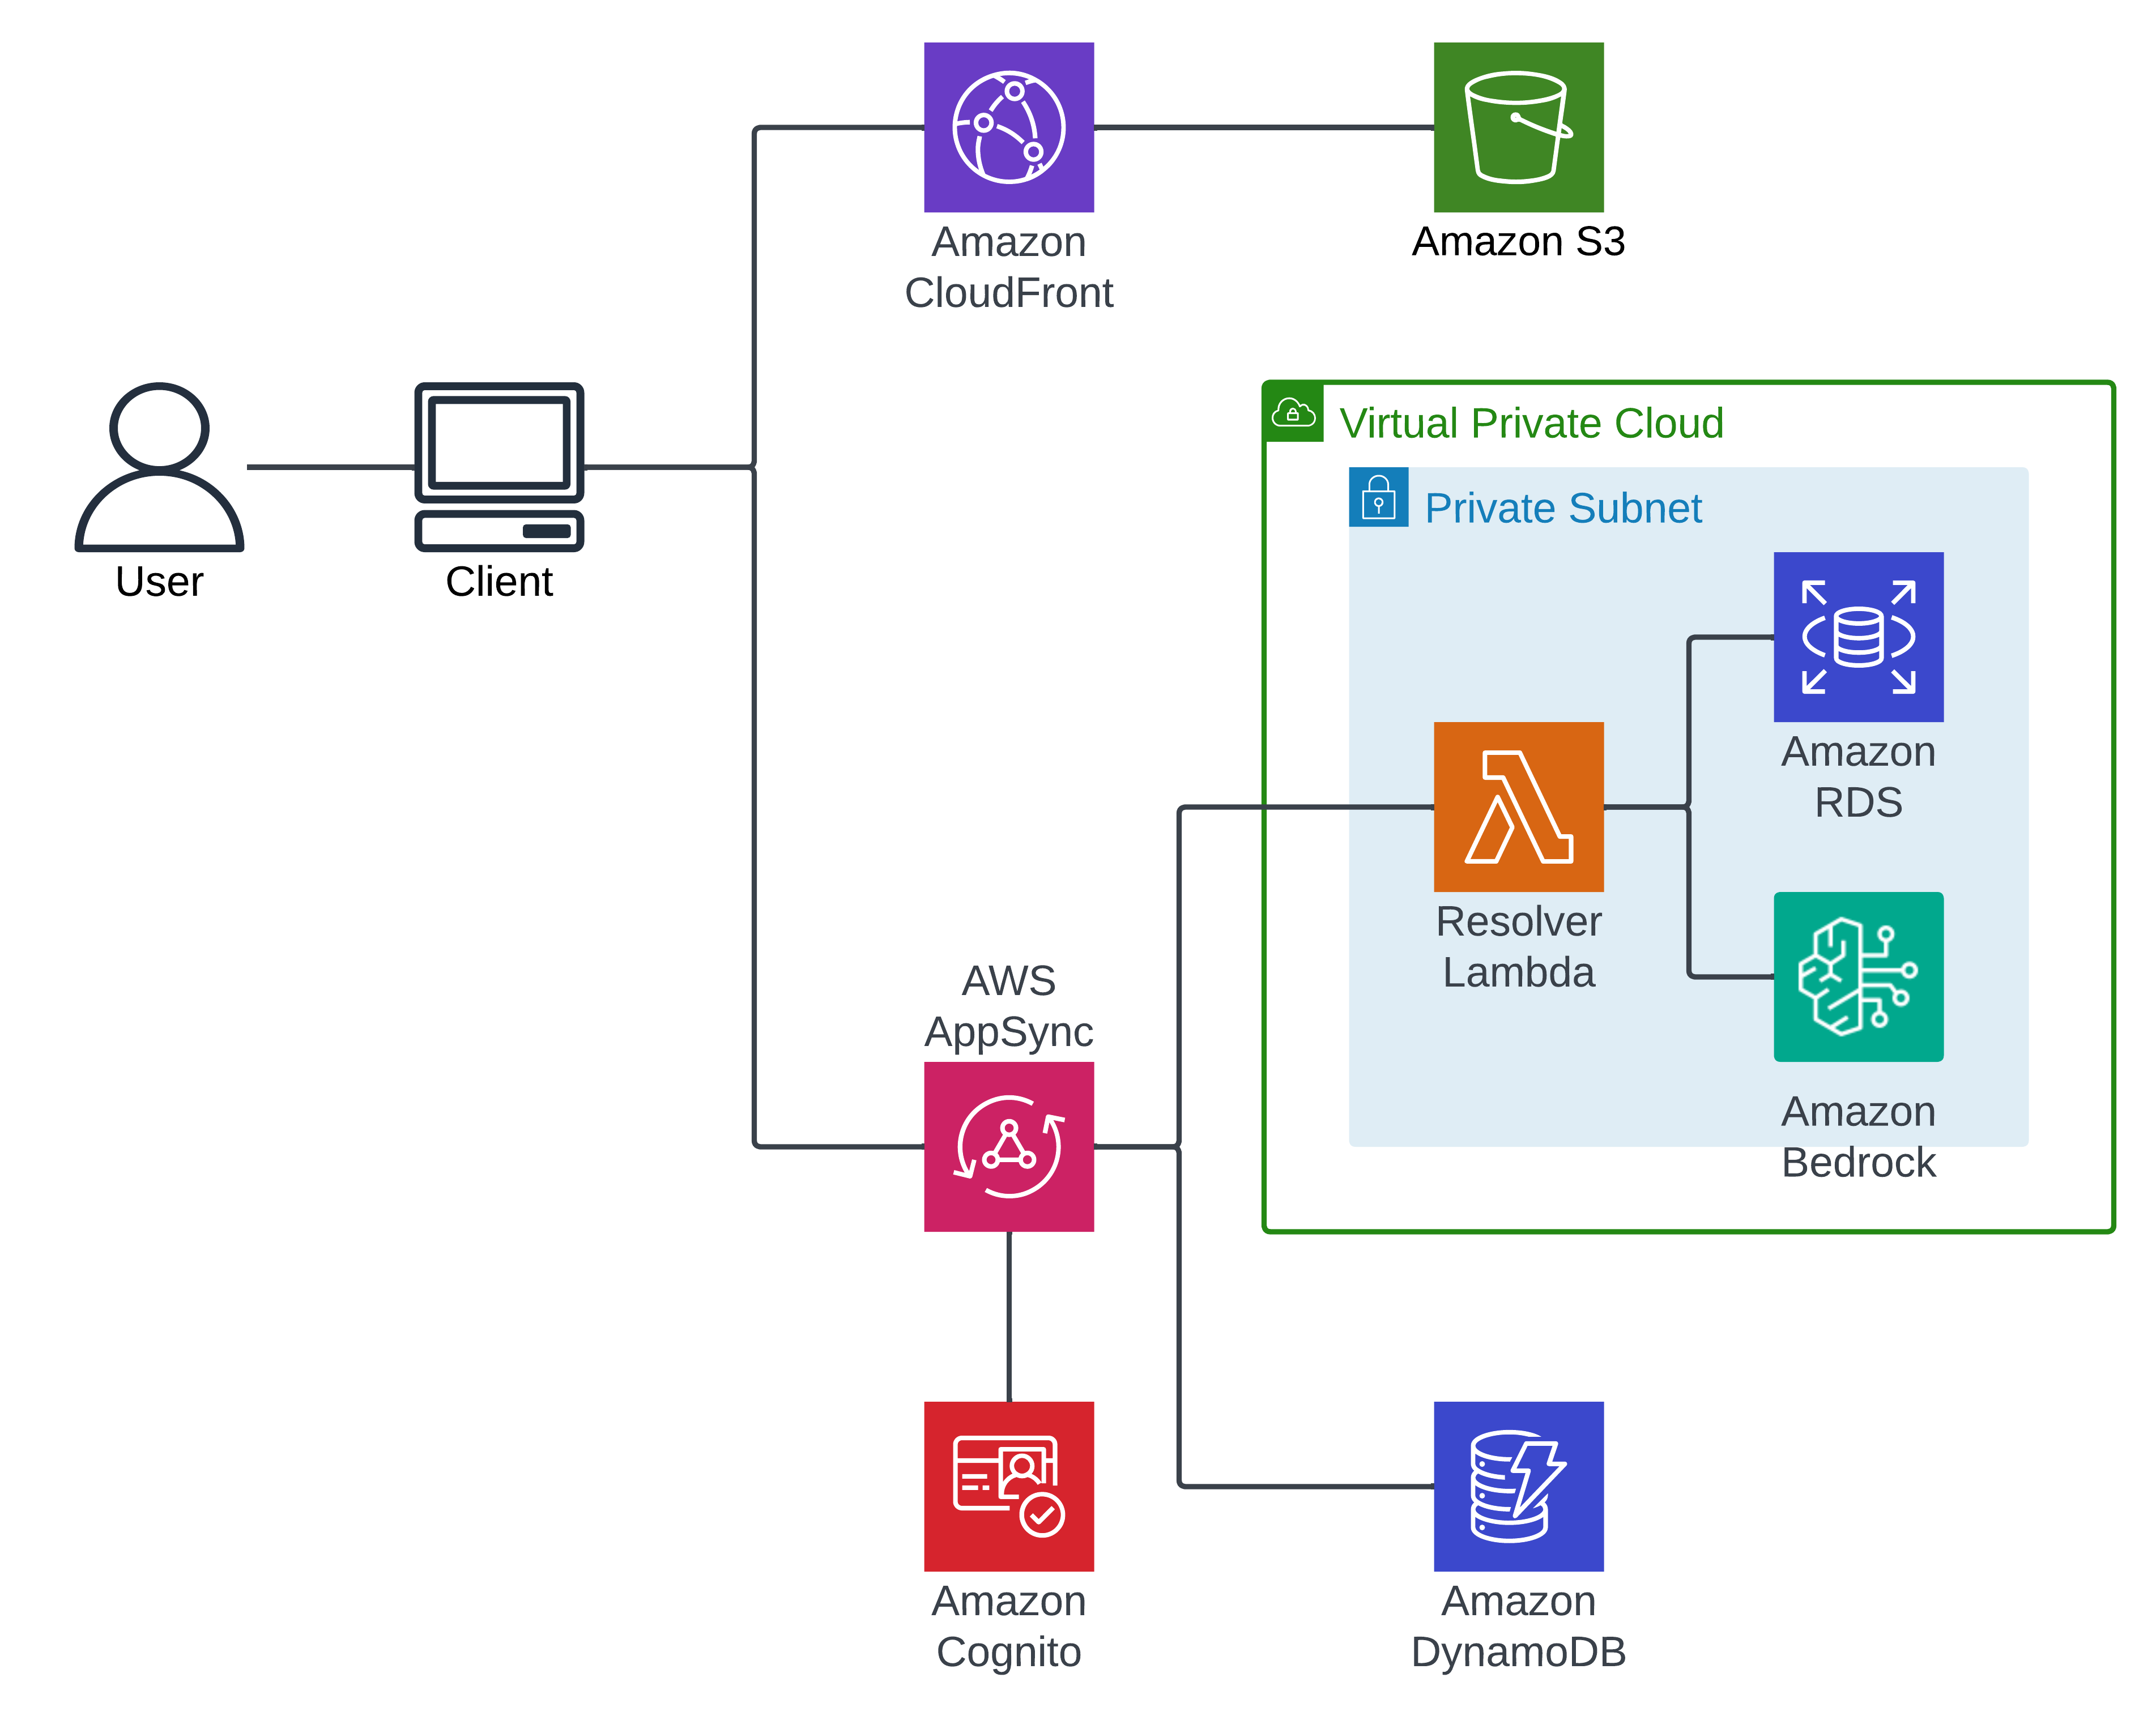 Amazon
CloudFront
Amazon S3
User
Client
Virtual Private Cloud
Private Subnet
Amazon
RDS
Resolver
Lambda
Amazon
Bedrock
AWS
AppSync
Amazon
Cognito
Amazon
DynamoDB